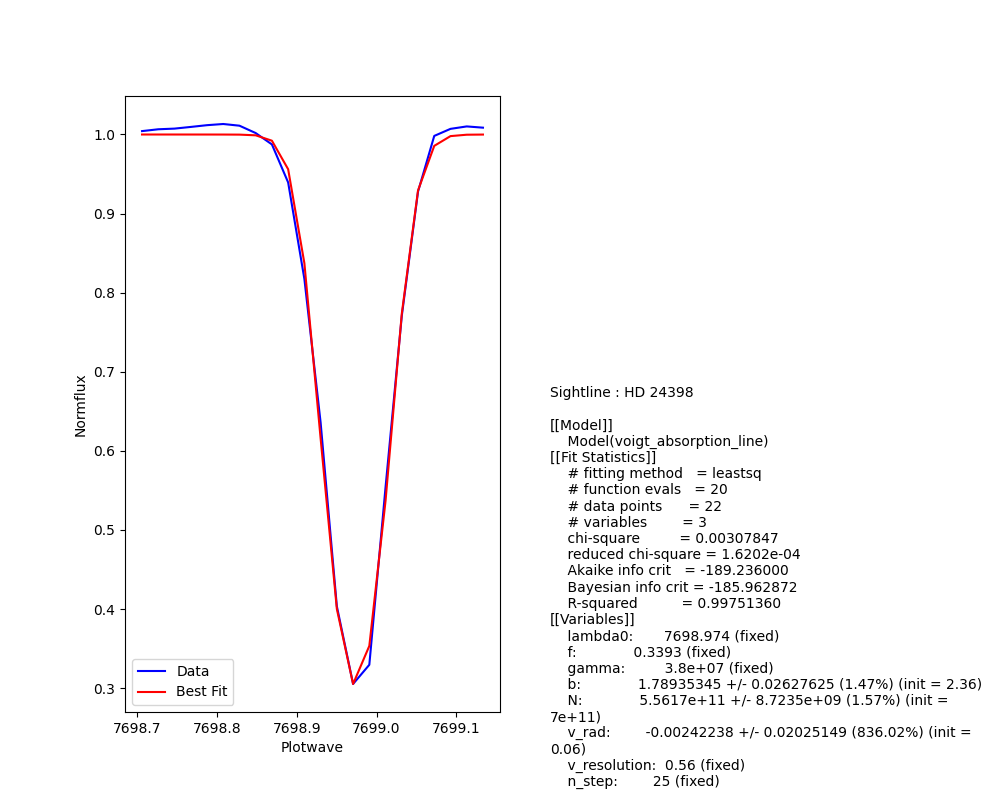 1.0
0.9
0.8
0.7
0.6
0.5
0.4
0.3
Normflux
Data
Best Fit
7698.7 7698.8 7698.9 7699.0 7699.1
Plotwave
Sightline : HD 24398
[[Model]]
Model(voigt_absorption_line)
[[Fit Statistics]]
# fitting method = leastsq
# function evals = 20
# data points = 22
# variables = 3
chi-square = 0.00307847
reduced chi-square = 1.6202e-04
Akaike info crit = -189.236000
Bayesian info crit = -185.962872
R-squared = 0.99751360
[[Variables]]
lambda0: 7698.974 (fixed)
f: 0.3393 (fixed)
gamma: 3.8e+07 (fixed)
b: 1.78935345 +/- 0.02627625 (1.47%) (init = 2.36)
N: 5.5617e+11 +/- 8.7235e+09 (1.57%) (init =
7e+11)
v_rad: -0.00242238 +/- 0.02025149 (836.02%) (init =
0.06)
v_resolution: 0.56 (fixed)
n_step: 25 (fixed)